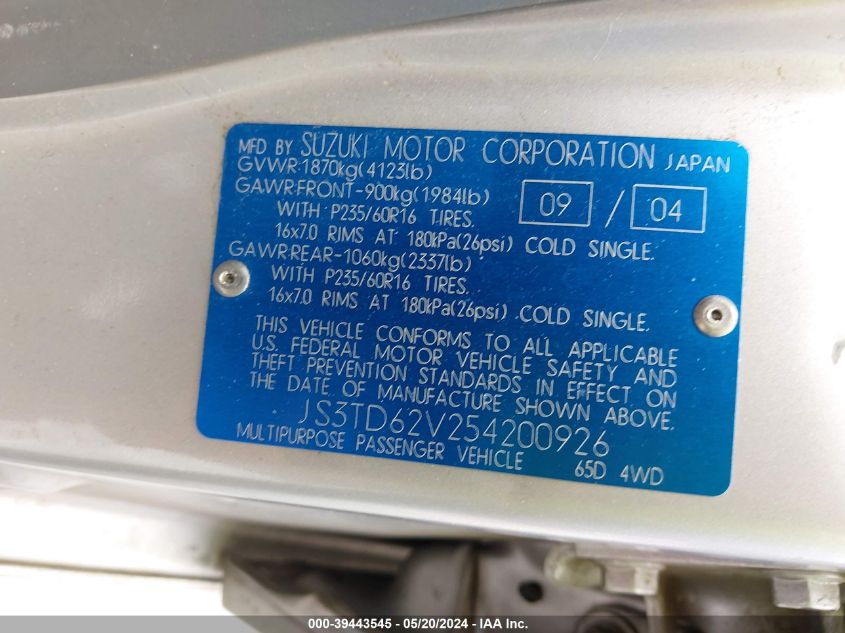 MFD BY SUZUKI MOTOR CORPORATION JAPAN
GVWR:1870kg(4123lb)
GAWR:FRONT-900kg(1984lb)
WITH P235/60R16 TIRES.
16x7.0 RIMS AT 180kPa(26psi) COLD SINGLE.
09 / 04
GAWR:REAR-1060kg(2337lb)
WITH P235/60R16 TIRES.
16x7.0 RIMS AT 180kPa(26psi) COLD SINGLE.
THIS VEHICLE CONFORMS TO ALL APPLICABLE
U.S. FEDERAL MOTOR VEHICLE SAFETY AND
THEFT PREVENTION STANDARDS IN EFFECT ON
THE DATE OF MANUFACTURE SHOWN ABOVE.
JS3TD62V254200926
MULTIPURPOSE PASSENGER VEHICLE 65D 4WD
000-39443545 - 05/20/2024 - IAA Inc.